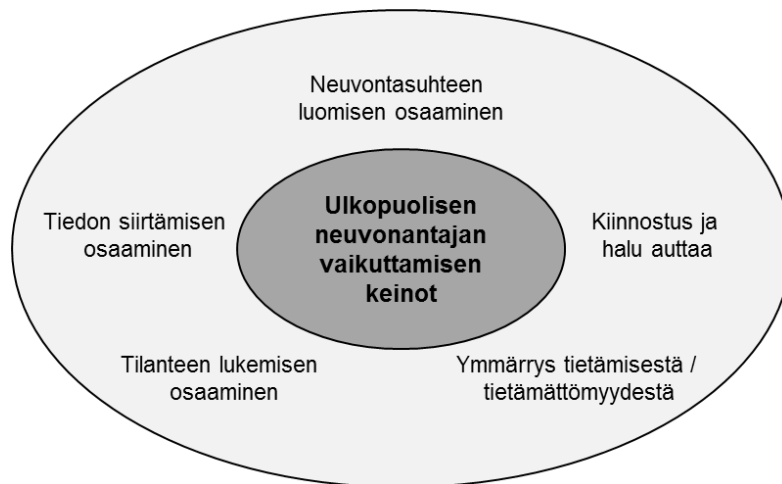 Neuvontasuhteen
luomisen osaaminen
Tiedon siirtämisen
osaaminen
Ulkopuolisen
neuvonantajan
vaikuttamisen
keinot
Kiinnostus ja
halu auttaa
Tilanteen lukemisen
osaaminen
Ymmärrys tietämisestä /
tietämättömyydestä